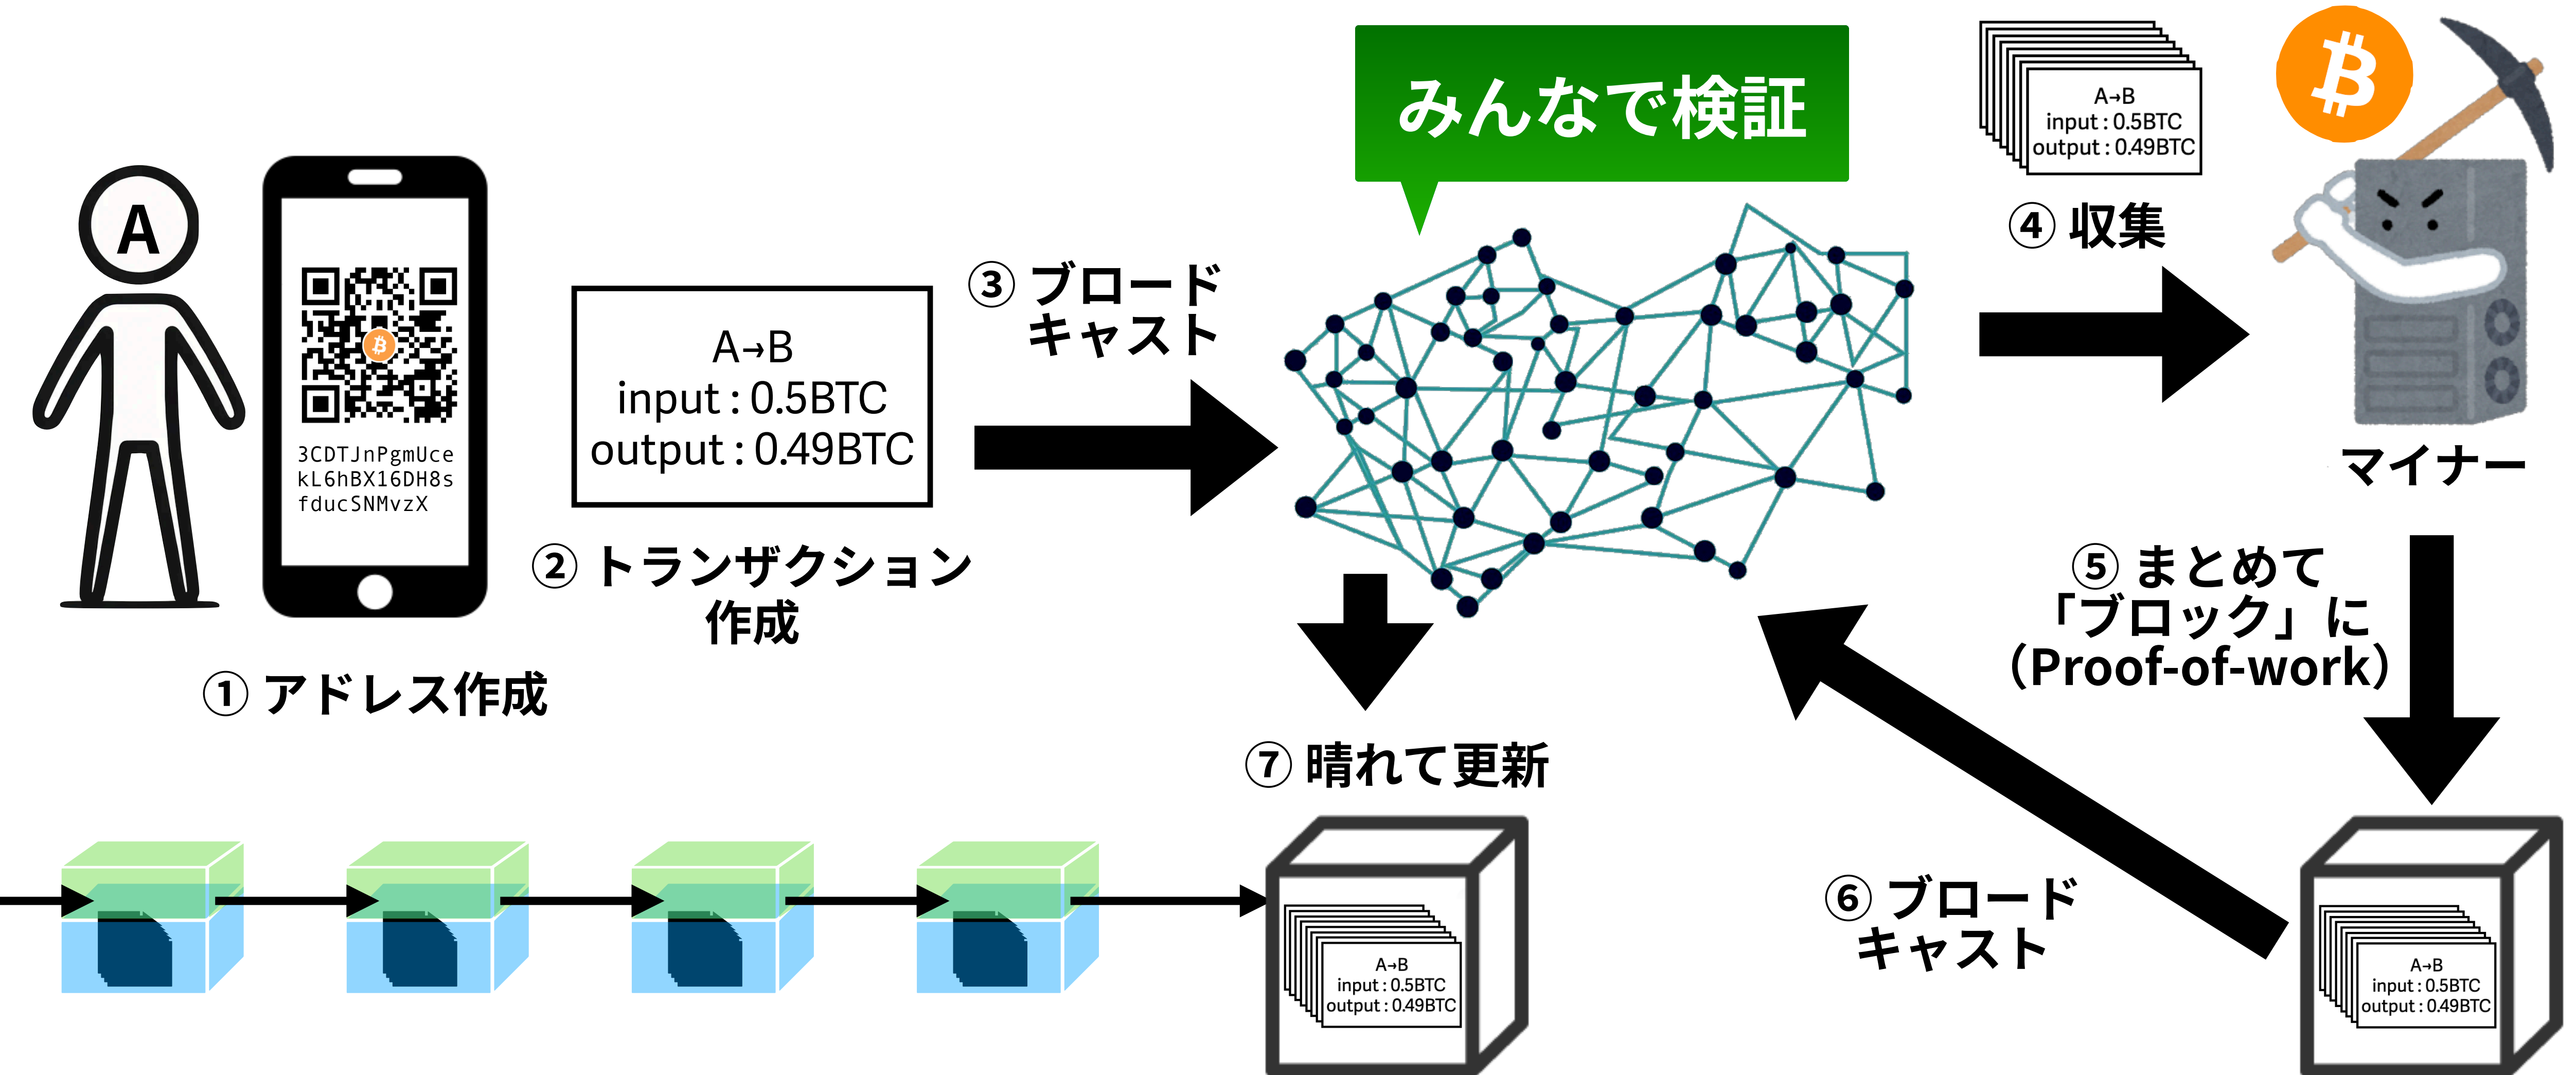 A
3CDTJnPgmUce
kL6hBX16DH8s
fducSNMvzX
① アドレス作成
A→B
input : 0.5BTC
output : 0.49BTC
② トランザクション
作成
③ ブロード
キャスト
みんなで検証
A→B
input : 0.5BTC
output : 0.49BTC
④ 収集
マイナー
⑤ まとめて
「ブロック」に
（Proof-of-work）
⑥ ブロード
キャスト
A→B
input : 0.5BTC
output : 0.49BTC
⑦ 晴れて更新
A→B
input : 0.5BTC
output : 0.49BTC